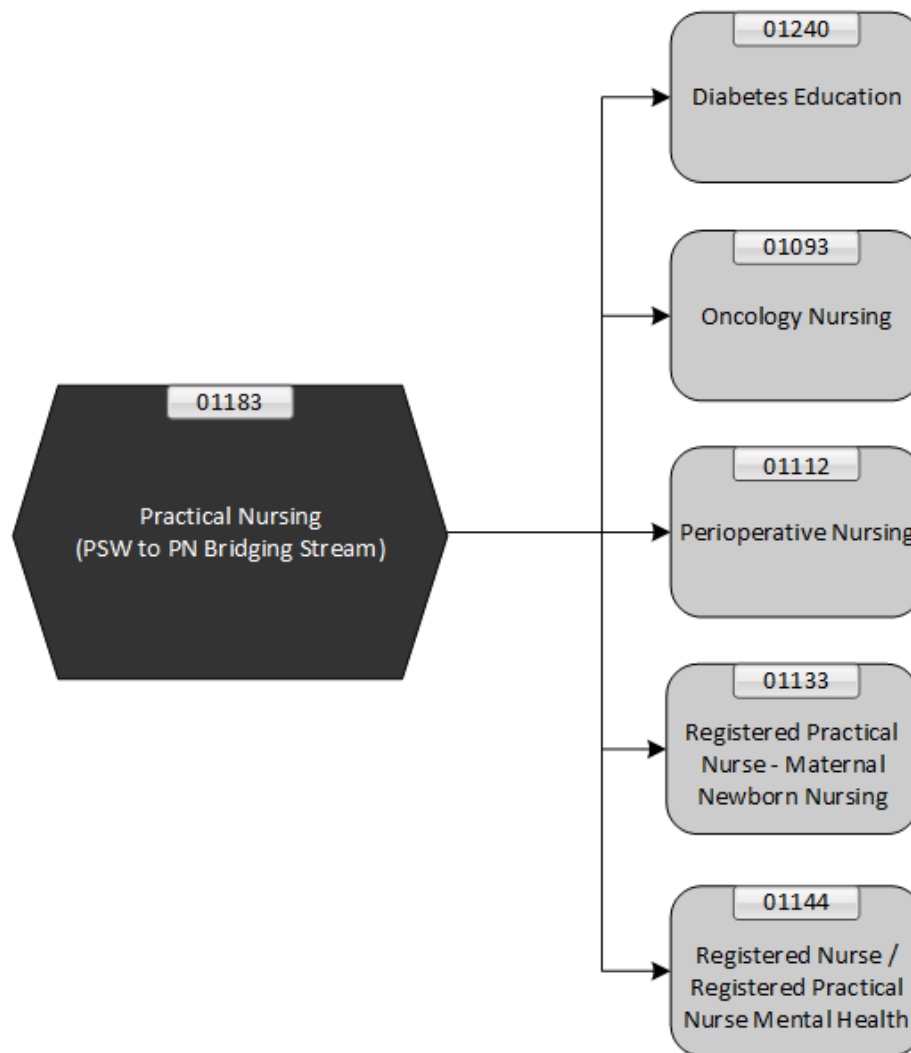 01240
Diabetes Education
01093
Oncology Nursing
01183
Practical Nursing
(PSW to PN Bridging Stream)
01112
Perioperative Nursing
01133
Registered Practical
Nurse - Maternal
Newborn Nursing
01144
Registered Nurse /
Registered Practical
Nurse Mental Health